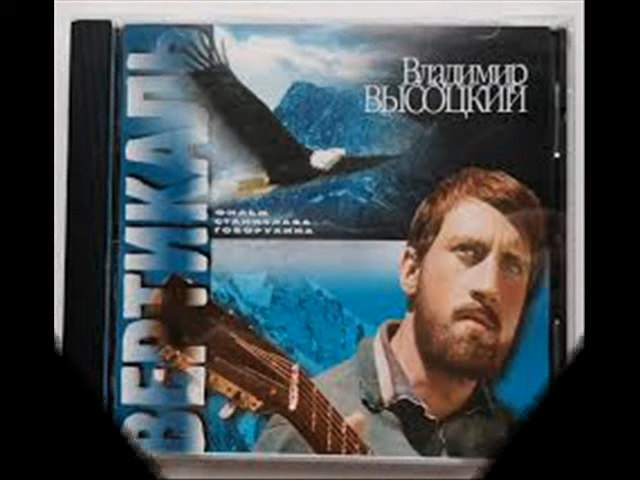 ВЕРТИКАЛЬ
Владимир
ВЫСОЦКИЙ
ФИЛЬМ
СТАНИСЛАВА
ГОВОРУХИНА